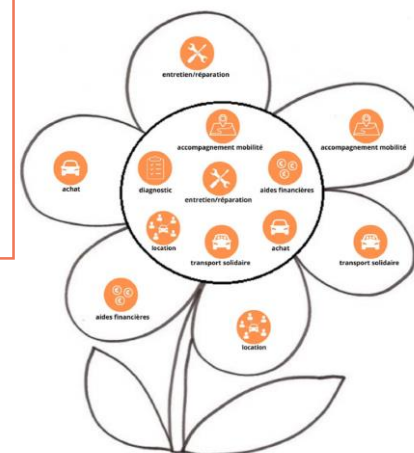 entretien/réparation
accompagnement mobilité
accompagnement mobilité
achat
diagnostic
entretien/réparation
aides financières
location
transport solidaire
achat
transport solidaire
aides financières
location